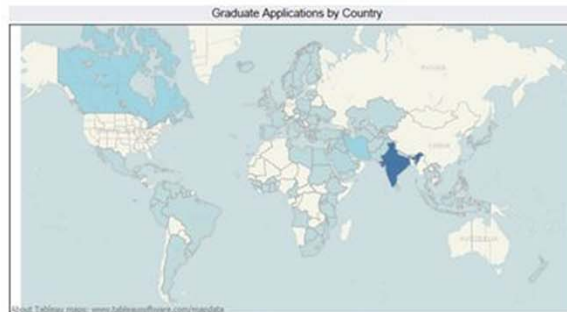 Graduate Applications by Country
RUSSIA
CHINA
AUSTRALIA
About Tableau maps: www.tableausoftware.com/mapdata